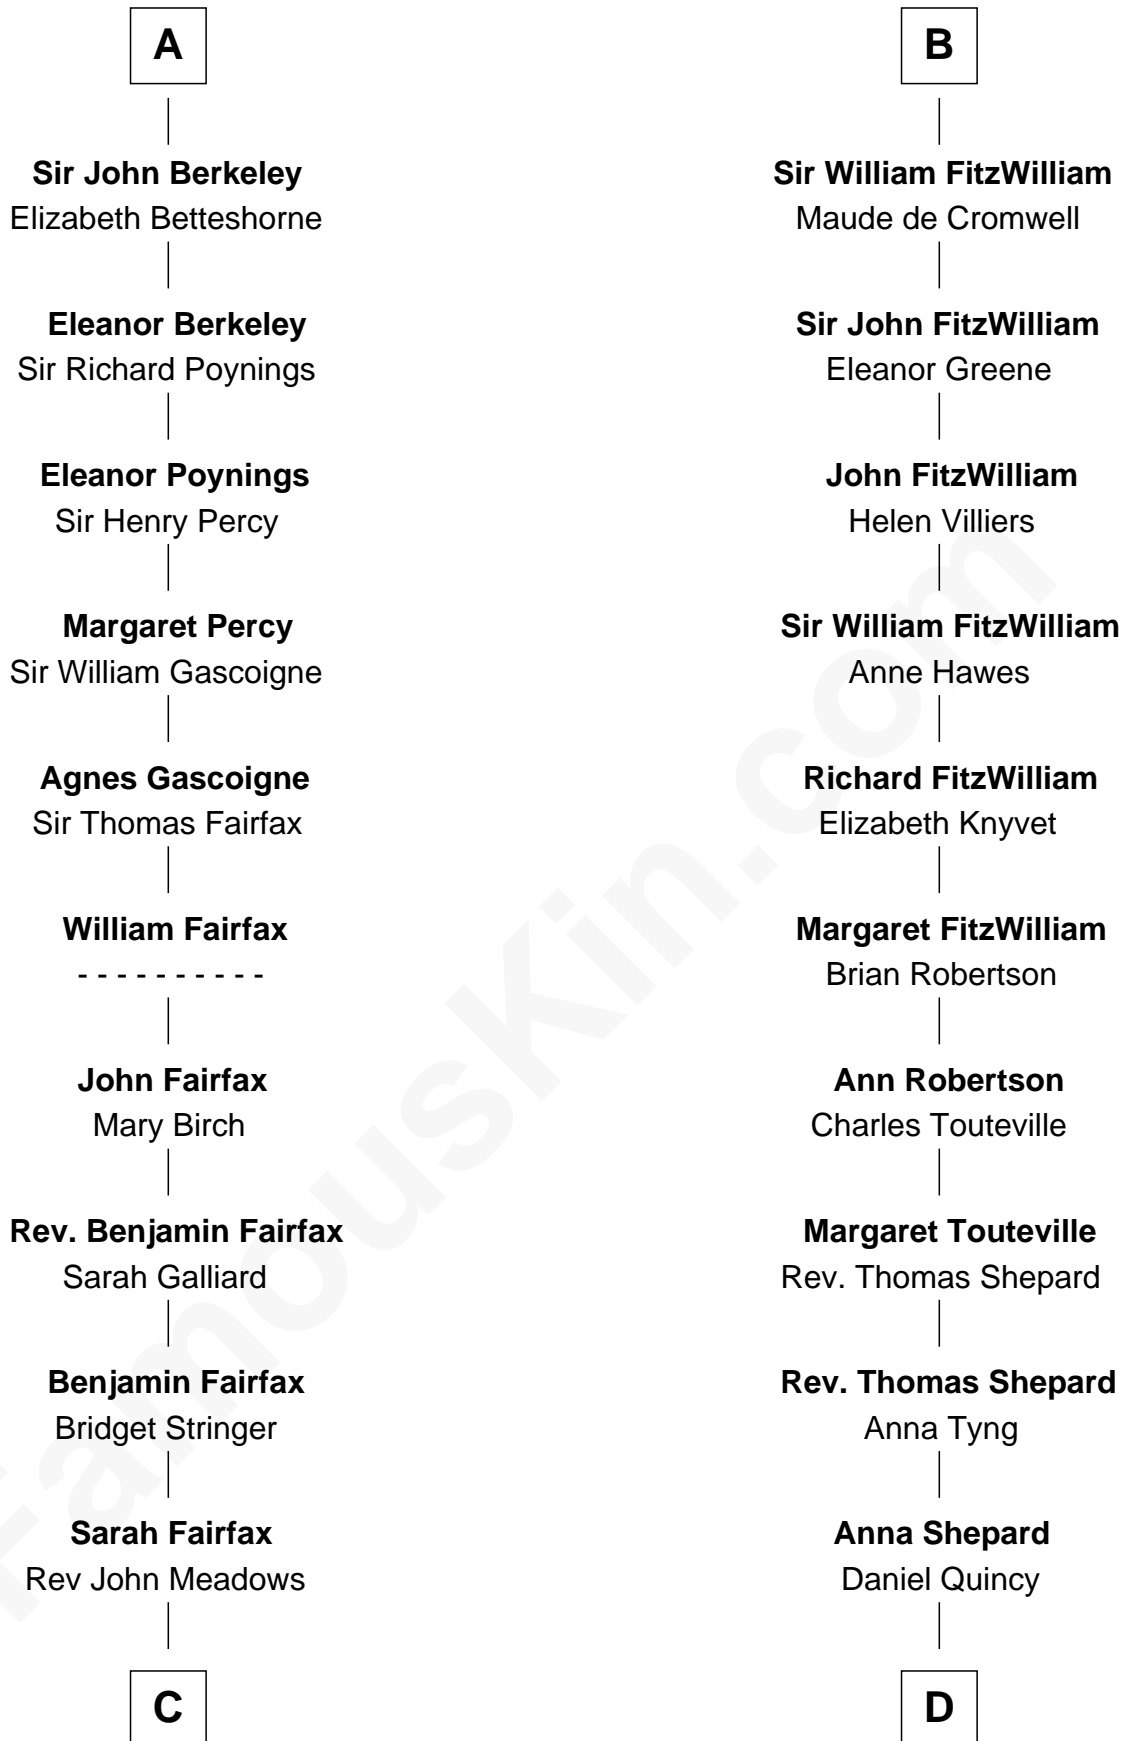 A
Sir John Berkeley
Elizabeth Betteshorne
Eleanor Berkeley
Sir Richard Poynings
Eleanor Poynings
Sir Henry Percy
Margaret Percy
Sir William Gascoigne
Agnes Gascoigne
Sir Thomas Fairfax
William Fairfax
- - - - - - - - - -
John Fairfax
Mary Birch
Rev. Benjamin Fairfax
Sarah Galliard
Benjamin Fairfax
Bridget Stringer
Sarah Fairfax
Rev John Meadows
C
B
Sir William FitzWilliam
Maude de Cromwell
Sir John FitzWilliam
Eleanor Greene
John FitzWilliam
Helen Villiers
Sir William FitzWilliam
Anne Hawes
Richard FitzWilliam
Elizabeth Knyvet
Margaret FitzWilliam
Brian Robertson
Ann Robertson
Charles Touteville
Margaret Touteville
Rev. Thomas Shepard
Rev. Thomas Shepard
Anna Tyng
Anna Shepard
Daniel Quincy
D
FamousKin.com